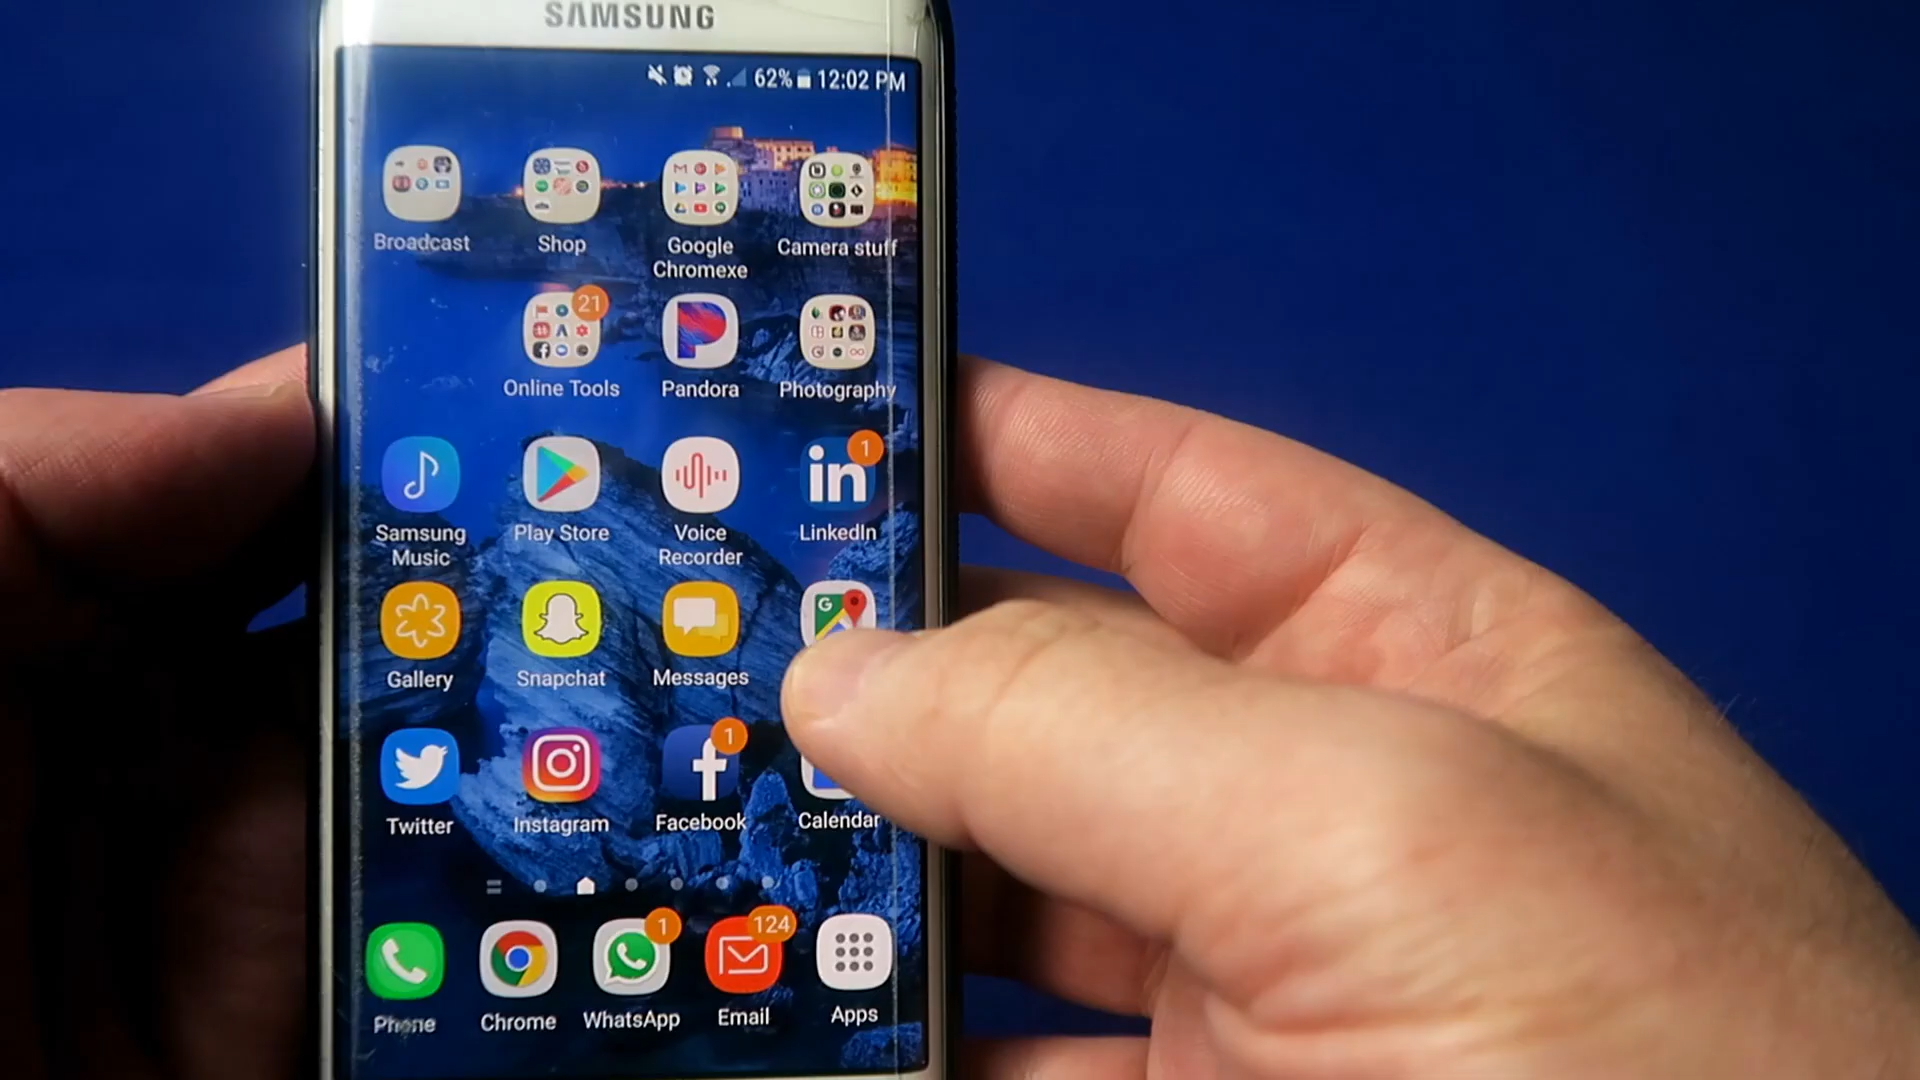 SAMSUNG
62% 12:02 PM
Broadcast Shop Google Chromexe Camera stuff
21
Online Tools Pandora Photography
in 1
Samsung Music Play Store Voice Recorder LinkedIn
G
Gallery Snapchat Messages
1
Twitter Instagram Facebook Calendar
1 124
Phone Chrome WhatsApp Email Apps